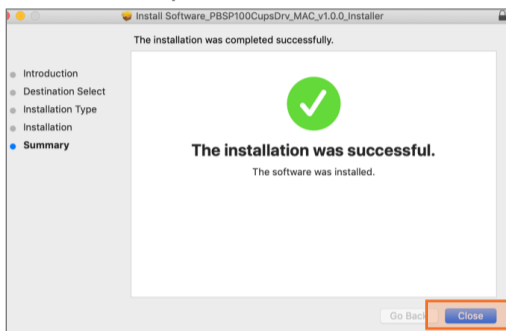 Install Software_PBSP100CupsDrv_MAC_v1.0.0_Installer
The installation was completed successfully.
Introduction
Destination Select
Installation Type
Installation
Summary
The installation was successful.
The software was installed.
Go Back
Close